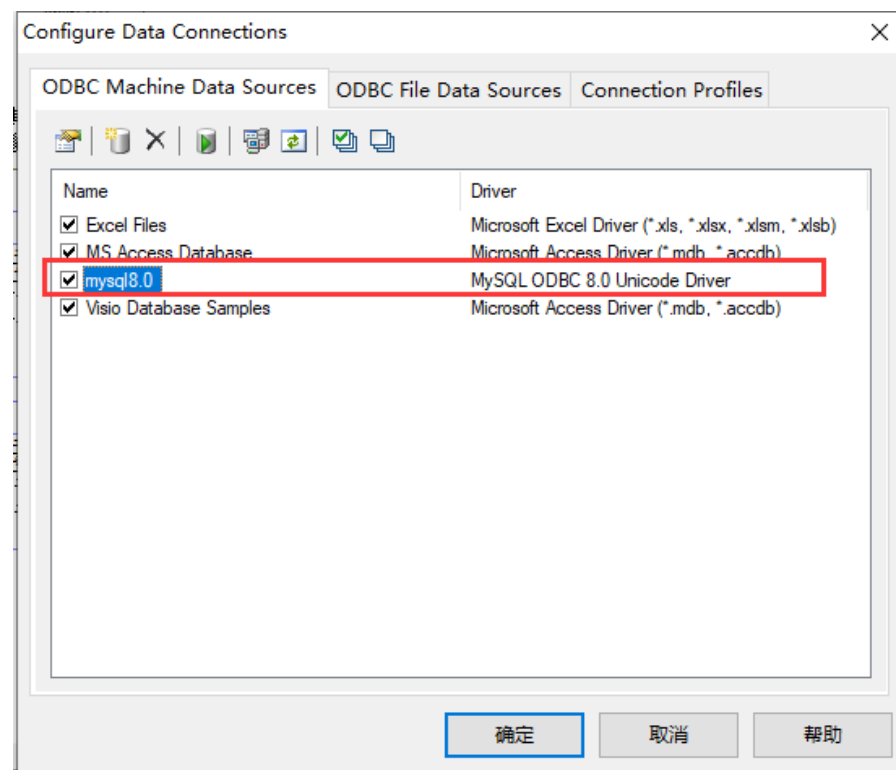 Configure Data Connections
ODBC Machine Data Sources ODBC File Data Sources Connection Profiles
Name Driver
Excel Files Microsoft Excel Driver (*.xls, *.xlsx, *.xlsm, *.xlsb)
MS Access Database Microsoft Access Driver (*.mdb, *.accdb)
mysql8.0 MySQL ODBC 8.0 Unicode Driver
Visio Database Samples Microsoft Access Driver (*.mdb, *.accdb)
确定 取消 帮助